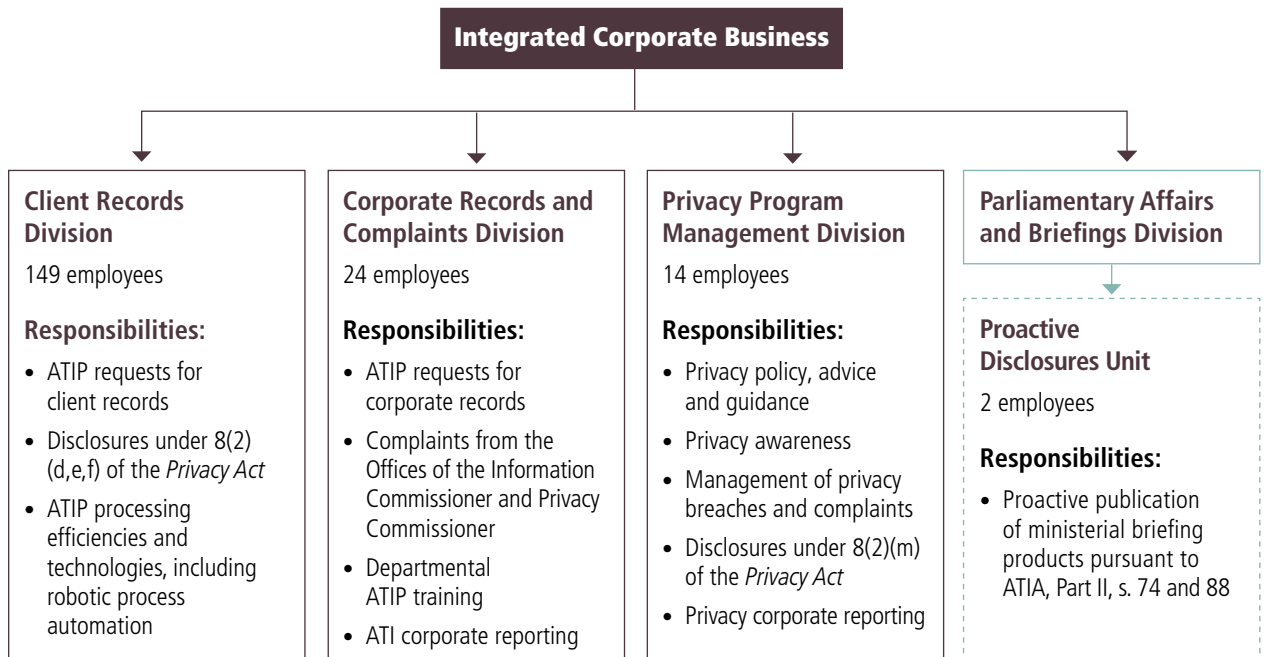 Integrated Corporate Business
Client Records
Division
149 employees
Responsibilities:
• ATIP requests for
client records
• Disclosures under 8(2)
(d,e,f) of the Privacy Act
• ATIP processing
efficiencies and
technologies, including
robotic process
automation
Corporate Records and
Complaints Division
24 employees
Responsibilities:
• ATIP requests for
corporate records
• Complaints from the
Offices of the Information
Commissioner and Privacy
Commissioner
• Departmental
ATIP training
• ATI corporate reporting
Privacy Program
Management Division
14 employees
Responsibilities:
• Privacy policy, advice
and guidance
• Privacy awareness
• Management of privacy
breaches and complaints
• Disclosures under 8(2)(m)
of the Privacy Act
• Privacy corporate reporting
Parliamentary Affairs
and Briefings Division
Proactive
Disclosures Unit
2 employees
Responsibilities:
• Proactive publication
of ministerial briefing
products pursuant to
ATIA, Part II, s. 74 and 88